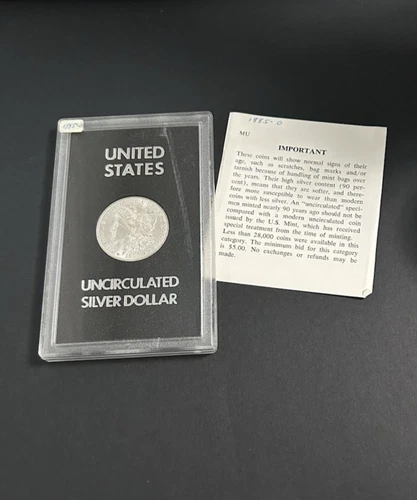 1885-O
UNITED
STATES
UNCIRCULATED
SILVER DOLLAR
1885-O
MU
IMPORTANT
These coins will show normal signs of their
age, such as scratches, bag marks and/or
tarnish because of handling of mint bags over
the years. Their high silver content (90 per-
cent), means that they are softer, and there-
fore more susceptible to wear than modern
coins with less silver. An "uncirculated" speci-
men minted nearly 90 years ago should not be
compared with a modern uncirculated coin
issued by the U.S. Mint, which has received
special treatment from the time of minting.
Less than 28,000 coins were available in this
category. The minimum bid for this category
is $5.00. No exchanges or refunds may be
made.